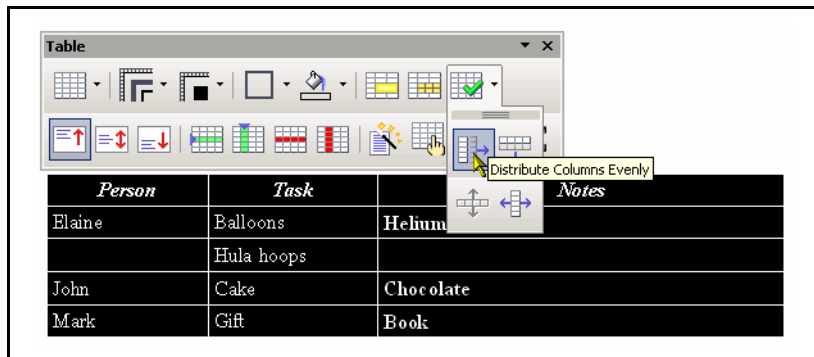 Table
Distribute Columns Evenly
Person Task Notes
Elaine Balloons Helium
Hula hoops
John Cake Chocolate
Mark Gift Book